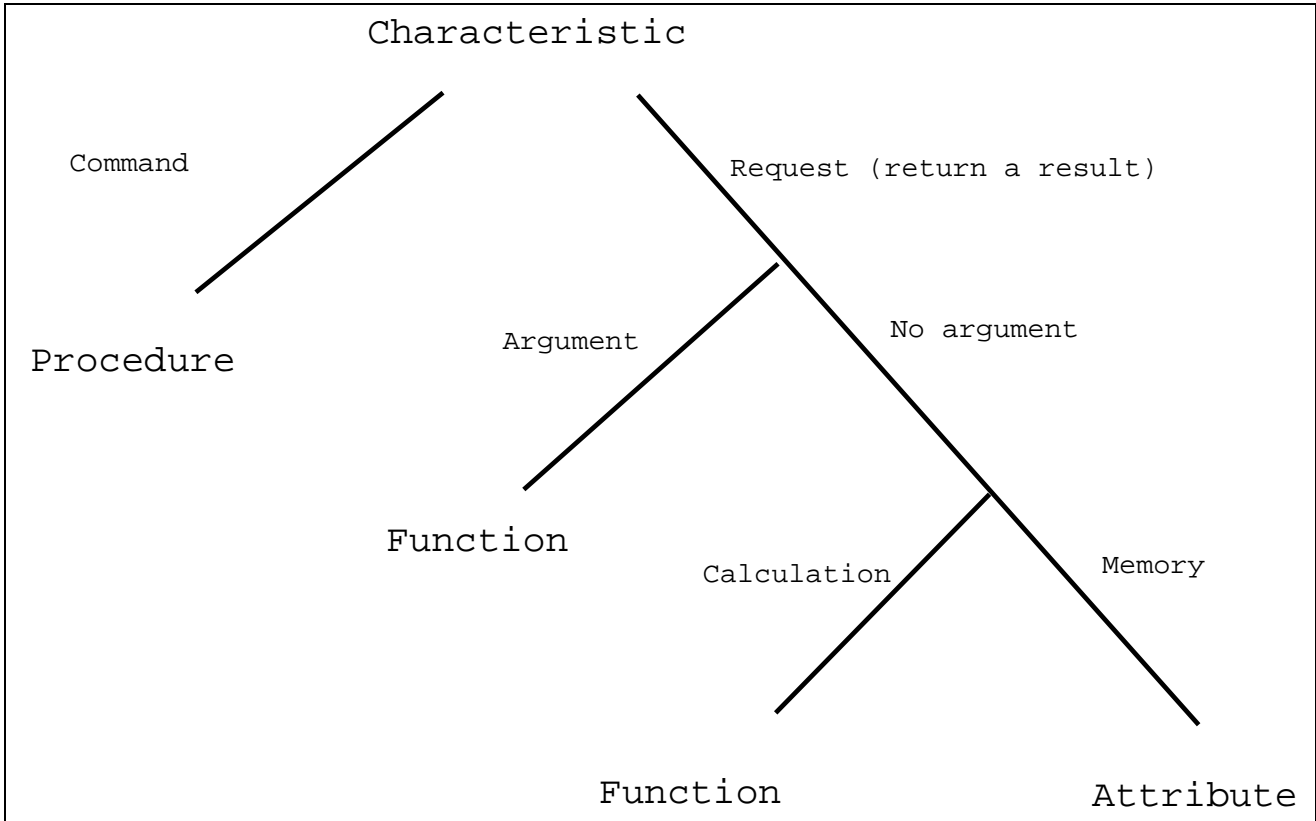 Characteristic
Command
Request (return a result)
No argument
Argument
Procedure
Function
Calculation
Memory
Function
Attribute